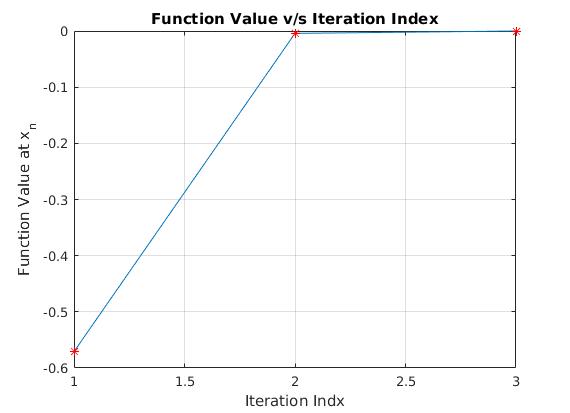 Function Value v/s Iteration Index
0
-0.1
-0.2
-0.3
-0.4
-0.5
-0.6
Function Value at x_n
1 1.5 2 2.5 3
Iteration Indx